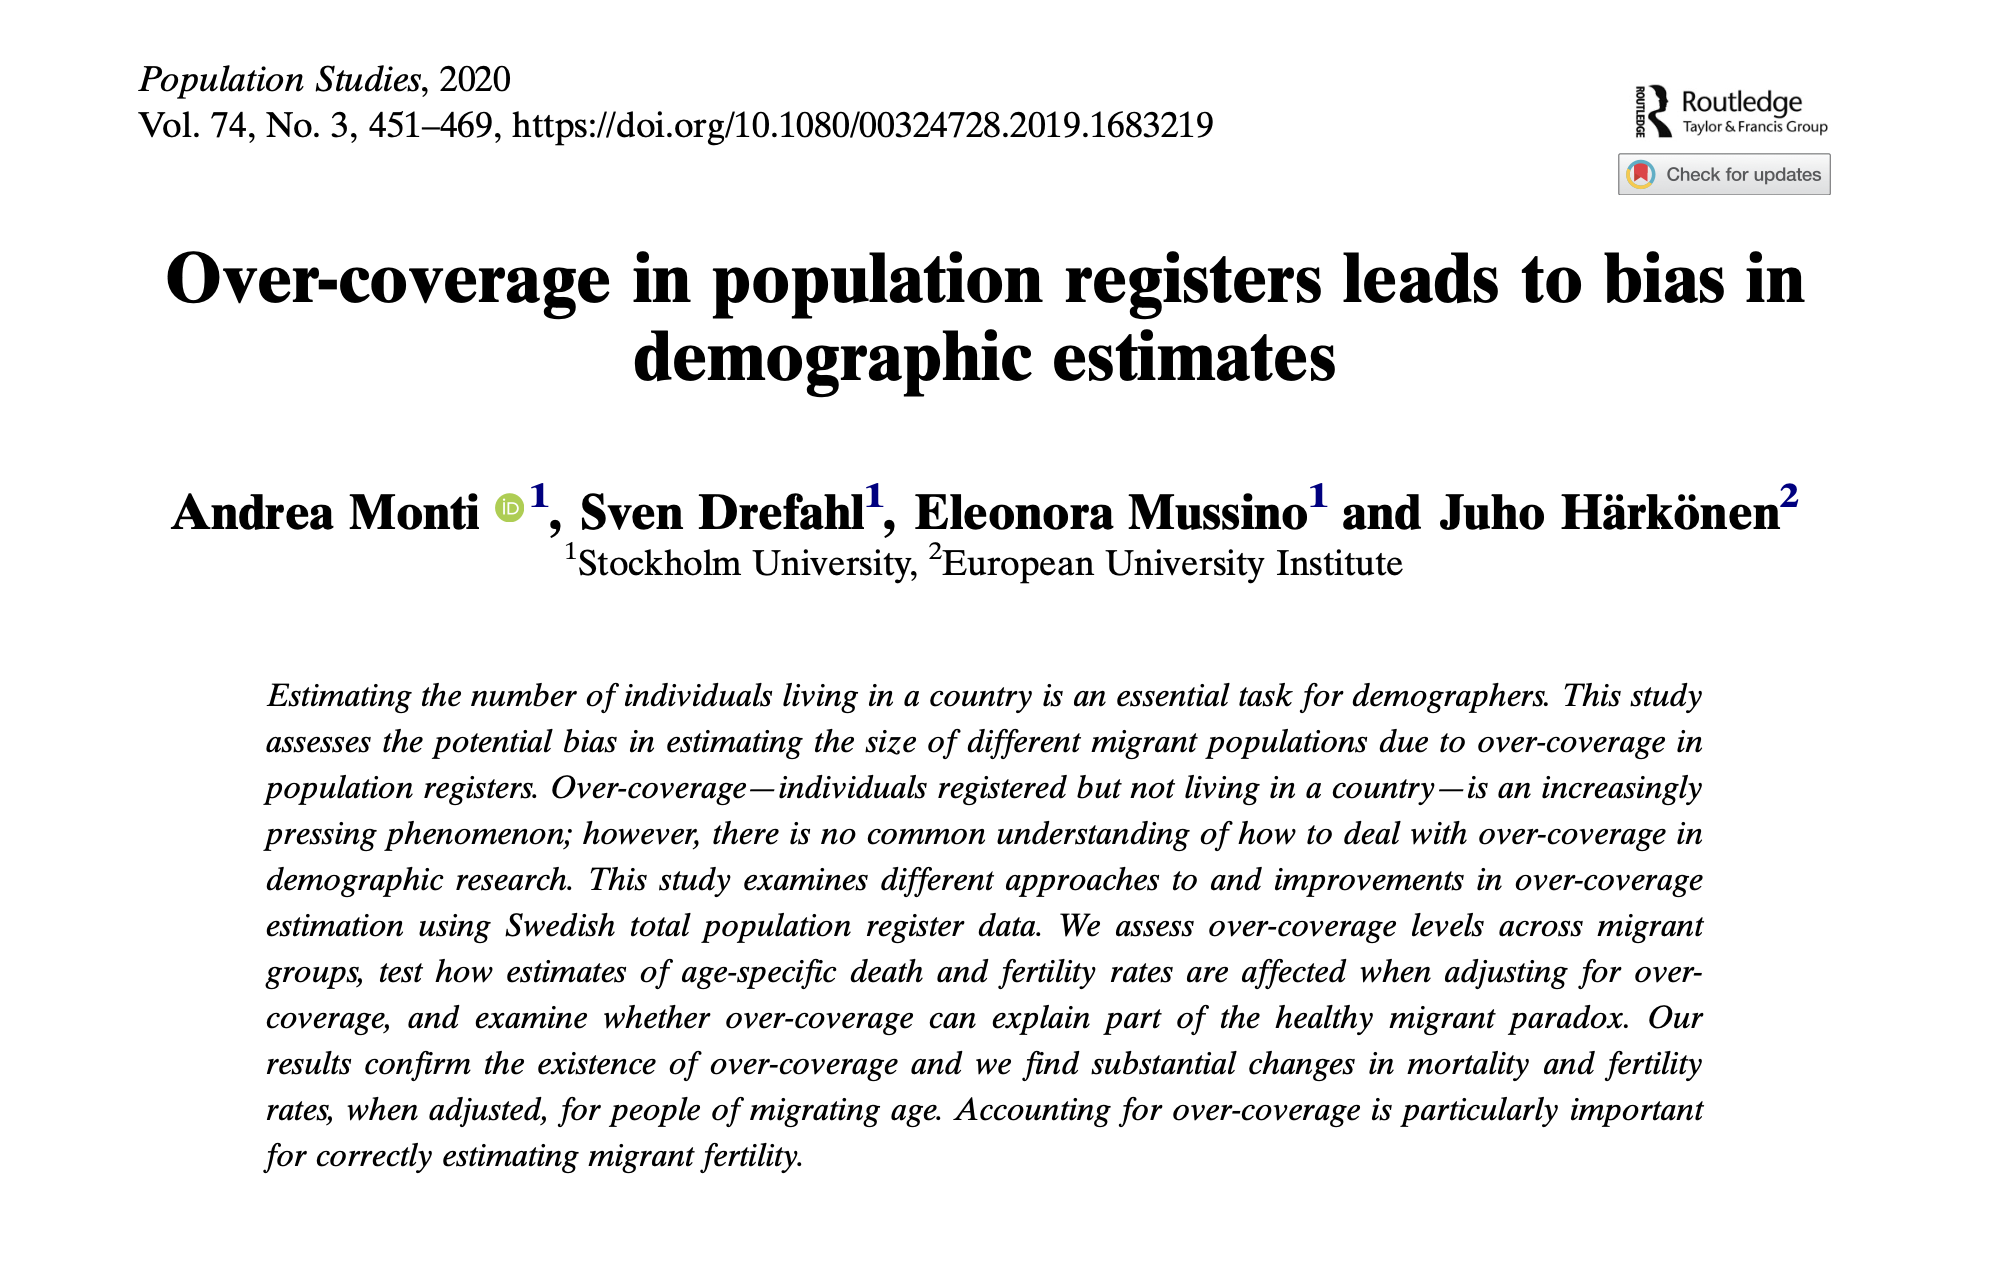 Population Studies, 2020
Vol. 74, No. 3, 451–469, https://doi.org/10.1080/00324728.2019.1683219
ROUTLEDGE
Routledge
Taylor & Francis Group
Check for updates
Over-coverage in population registers leads to bias in
demographic estimates
Andrea Monti iD 1, Sven Drefahl1, Eleonora Mussino1 and Juho Härkönen2
1Stockholm University, 2European University Institute
Estimating the number of individuals living in a country is an essential task for demographers. This study
assesses the potential bias in estimating the size of different migrant populations due to over-coverage in
population registers. Over-coverage—individuals registered but not living in a country—is an increasingly
pressing phenomenon; however, there is no common understanding of how to deal with over-coverage in
demographic research. This study examines different approaches to and improvements in over-coverage
estimation using Swedish total population register data. We assess over-coverage levels across migrant
groups, test how estimates of age-specific death and fertility rates are affected when adjusting for over-
coverage, and examine whether over-coverage can explain part of the healthy migrant paradox. Our
results confirm the existence of over-coverage and we find substantial changes in mortality and fertility
rates, when adjusted, for people of migrating age. Accounting for over-coverage is particularly important
for correctly estimating migrant fertility.